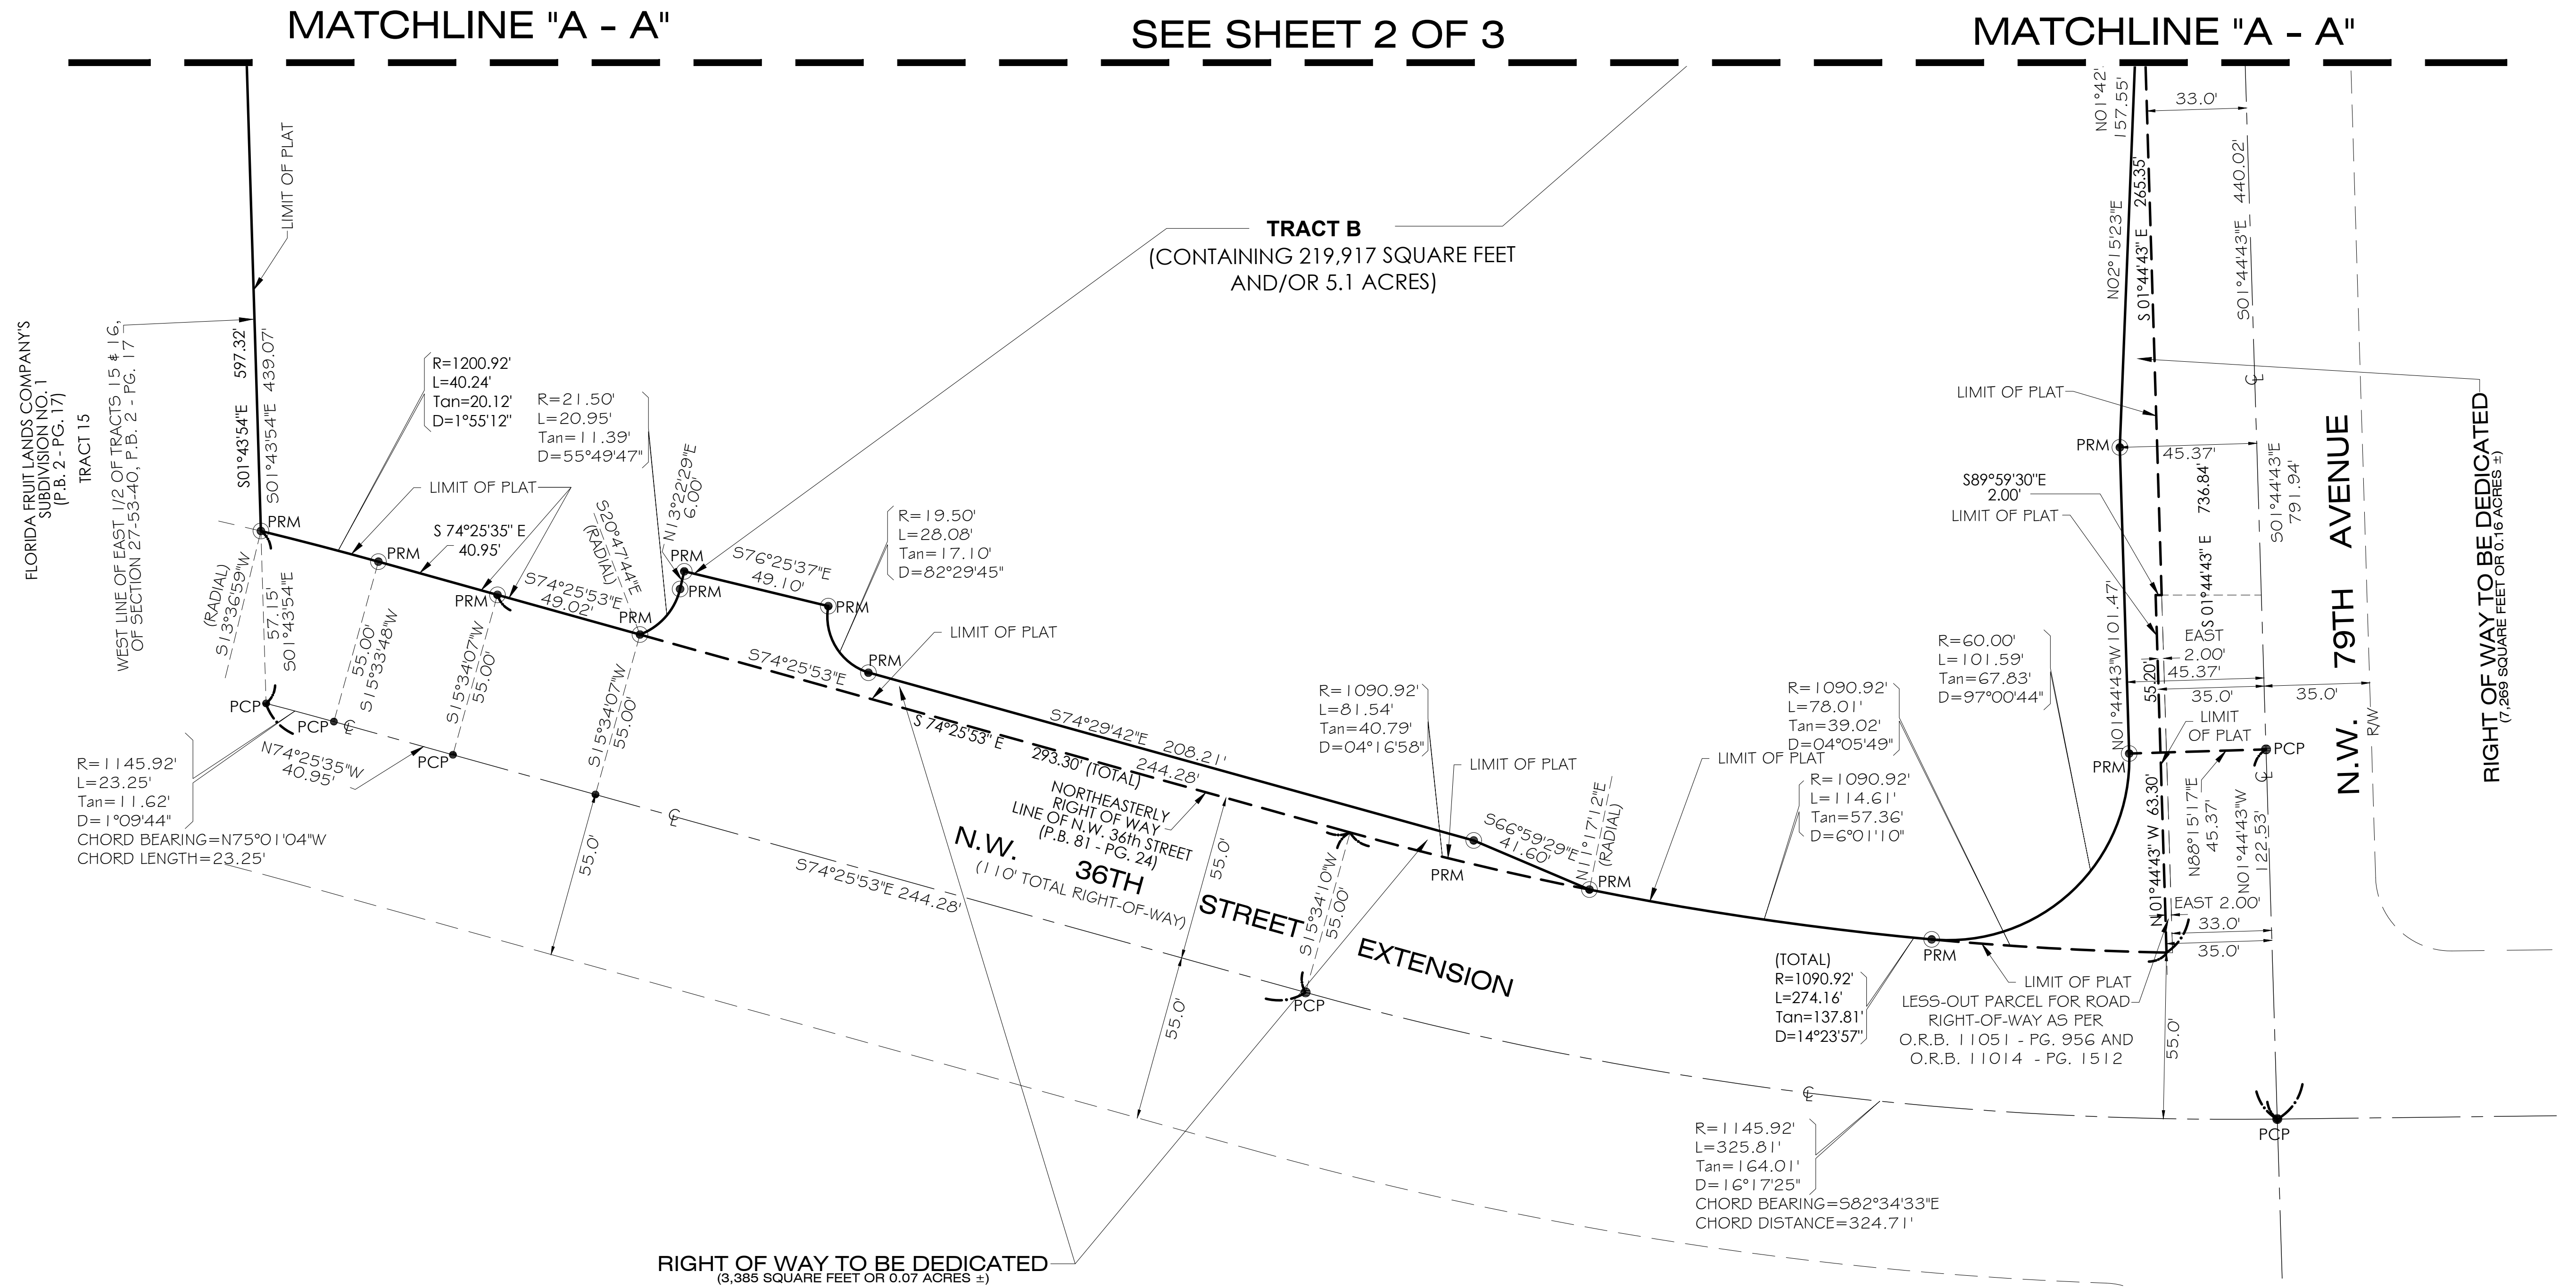 MATCHLINE "A - A"
SEE SHEET 2 OF 3
MATCHLINE "A - A"
LIMIT OF PLAT
TRACT B
(CONTAINING 219,917 SQUARE FEET
AND/OR 5.1 ACRES)
FLORIDA FRUIT LANDS COMPANY'S
SUBDIVISION NO. 1
(P.B. 2 - PG. 17)
TRACT 15
WEST LINE OF EAST 1/2 OF TRACTS 15 & 16,
OF SECTION 27-53-40, P.B. 2 - PG. 17
S01°43'54"E 597.32'
S01°43'54"E 439.07'
R=1200.92'
L=40.24'
Tan=20.12'
D=1°55'12"
R=21.50'
L=20.95'
Tan=11.39'
D=55°49'47"
LIMIT OF PLAT
S 74°25'35" E
40.95'
PRM
PRM
PRM
S74°25'53"E
49.02'
S20°47'44"E
(RADIAL)
N13°22'29"E
6.00'
PRM
PRM
PRM
S76°25'37"E
49.10'
PRM
R=19.50'
L=28.08'
Tan=17.10'
D=82°29'45"
PRM
LIMIT OF PLAT
(RADIAL)
S13°36'59"W
57.15'
S01°43'54"E
55.00'
S15°33'48"W
S15°34'07"W
55.00'
S15°34'07"W
55.00'
PCP
PCP
PCP
℄
N74°25'35"W
40.95'
R=1145.92'
L=23.25'
Tan=11.62'
D=1°09'44"
CHORD BEARING=N75°01'04"W
CHORD LENGTH=23.25'
55.0'
℄
S74°25'53"E 244.28'
S74°25'53"E
S74°29'42"E 208.21'
S 74°25'53" E
293.30' (TOTAL)
244.28'
NORTHEASTERLY
RIGHT OF WAY
LINE OF N.W. 36th STREET
(P.B. 81 - PG. 24)
N.W. 36TH STREET EXTENSION
(110' TOTAL RIGHT-OF-WAY)
55.0'
55.0'
S15°34'10"W
55.00'
PCP
R=1090.92'
L=81.54'
Tan=40.79'
D=04°16'58"
LIMIT OF PLAT
PRM
S66°59'29"E
41.60'
N11°17'12"E
(RADIAL)
PRM
LIMIT OF PLAT
R=1090.92'
L=78.01'
Tan=39.02'
D=04°05'49"
R=1090.92'
L=114.61'
Tan=57.36'
D=6°01'10"
R=60.00'
L=101.59'
Tan=67.83'
D=97°00'44"
PRM
(TOTAL)
R=1090.92'
L=274.16'
Tan=137.81'
D=14°23'57"
LIMIT OF PLAT
LESS-OUT PARCEL FOR ROAD
RIGHT-OF-WAY AS PER
O.R.B. 11051 - PG. 956 AND
O.R.B. 11014 - PG. 1512
℄
R=1145.92'
L=325.81'
Tan=164.01'
D=16°17'25"
CHORD BEARING=S82°34'33"E
CHORD DISTANCE=324.71'
N01°42'
157.55'
N02°15'23"E
S 01°44'43" E 265.35'
33.0'
S01°44'43"E 440.02'
℄
LIMIT OF PLAT
PRM
45.37'
S89°59'30"E
2.00'
LIMIT OF PLAT
S 01°44'43" E 736.84'
S01°44'43"E
791.94'
N01°44'43"W 101.47'
EAST
2.00'
45.37'
55.20'
35.0'
35.0'
LIMIT
OF PLAT
PCP
℄
PRM
N88°15'17"E
45.37'
N01°44'43"W
122.53'
N 01°44'43" W 63.30'
EAST 2.00'
33.0'
35.0'
55.0'
PCP
N.W. 79TH AVENUE
R/W
RIGHT OF WAY TO BE DEDICATED
(7,269 SQUARE FEET OR 0.16 ACRES ±)
RIGHT OF WAY TO BE DEDICATED
(3,385 SQUARE FEET OR 0.07 ACRES ±)